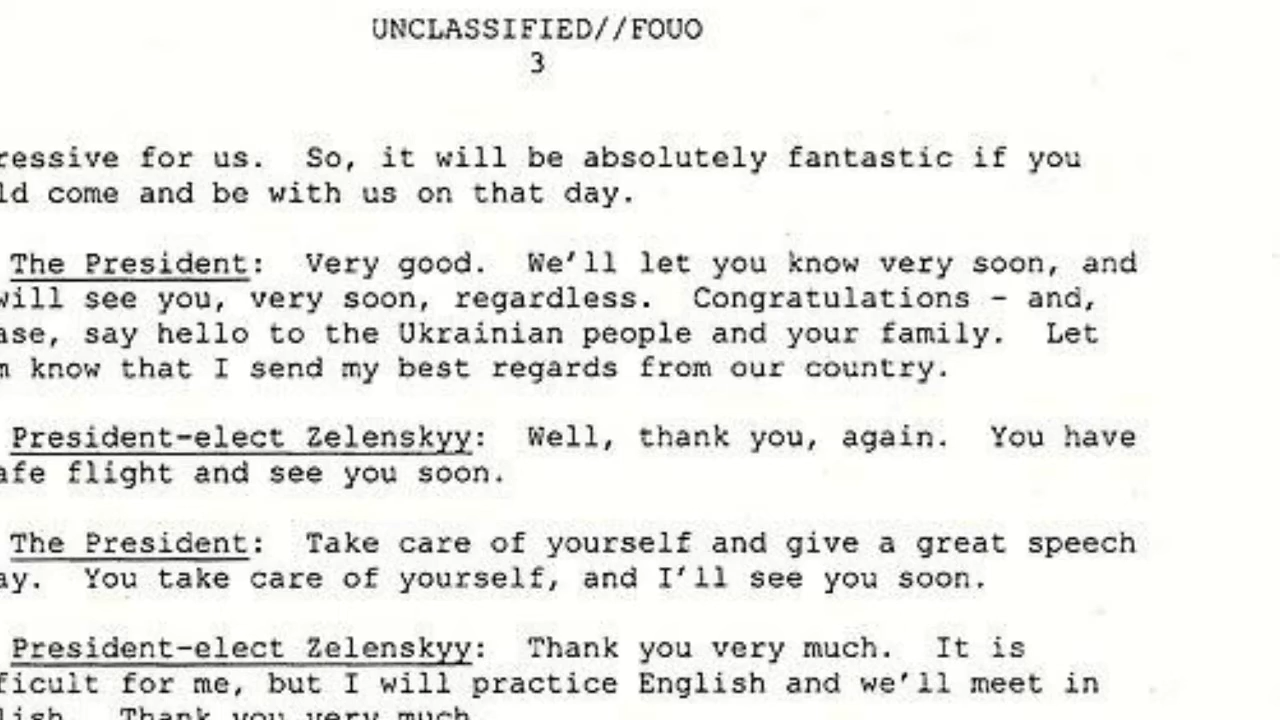 UNCLASSIFIED//FOUO
3
ressive for us. So, it will be absolutely fantastic if you
ld come and be with us on that day.
The President: Very good. We'll let you know very soon, and
will see you, very soon, regardless. Congratulations - and,
ase, say hello to the Ukrainian people and your family. Let
m know that I send my best regards from our country.
President-elect Zelenskyy: Well, thank you, again. You have
afe flight and see you soon.
The President: Take care of yourself and give a great speech
ay. You take care of yourself, and I'll see you soon.
President-elect Zelenskyy: Thank you very much. It is
ficult for me, but I will practice English and we'll meet in
lish. Thank you very much.